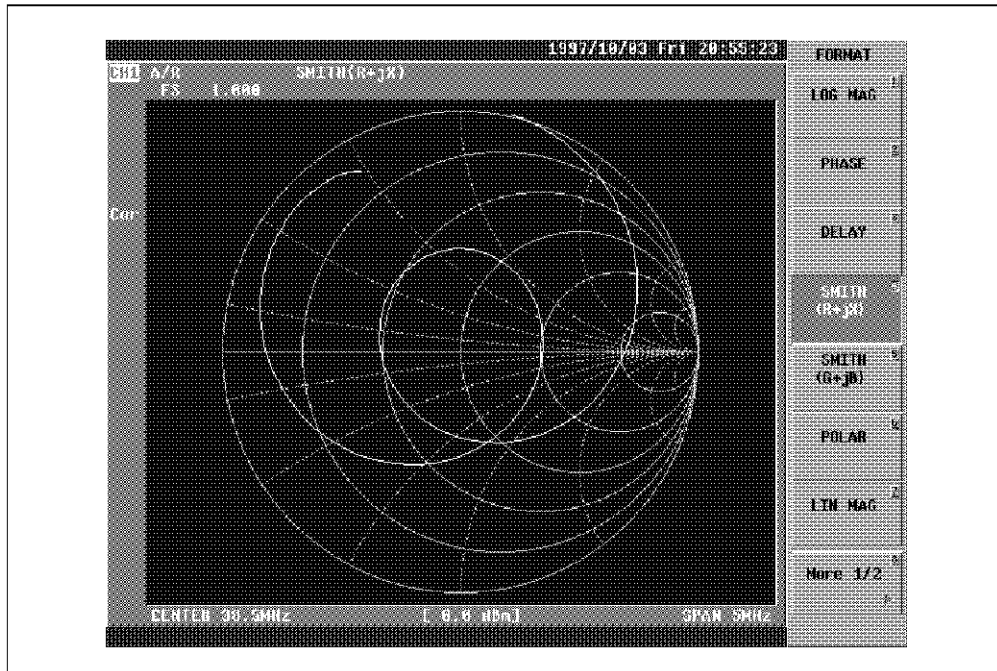 1997/10/03 Fri 20:55:23
CH1 A/R SMITH(R+jX)
FS 1.000
Cor
CENTER 38.5MHz [ 0.0 dBm] SPAN 5MHz
FORMAT
LOG MAG
PHASE
DELAY
SMITH
(R+jX)
SMITH
(G+jB)
POLAR
LIN MAG
More 1/2